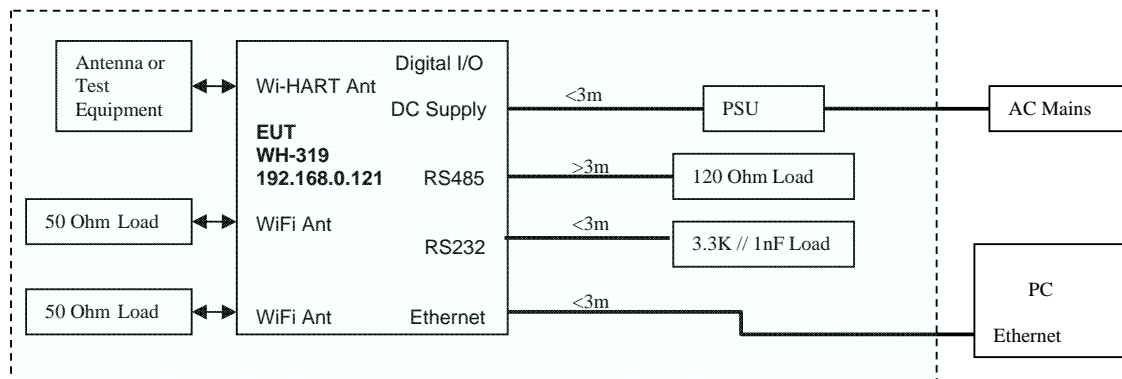 Antenna or
Test
Equipment
50 Ohm Load
50 Ohm Load
Wi-HART Ant
EUT
WH-319
192.168.0.121
WiFi Ant
WiFi Ant
Digital I/O
DC Supply
RS485
RS232
Ethernet
<3m
>3m
<3m
<3m
PSU
120 Ohm Load
3.3K // 1nF Load
AC Mains
PC
Ethernet